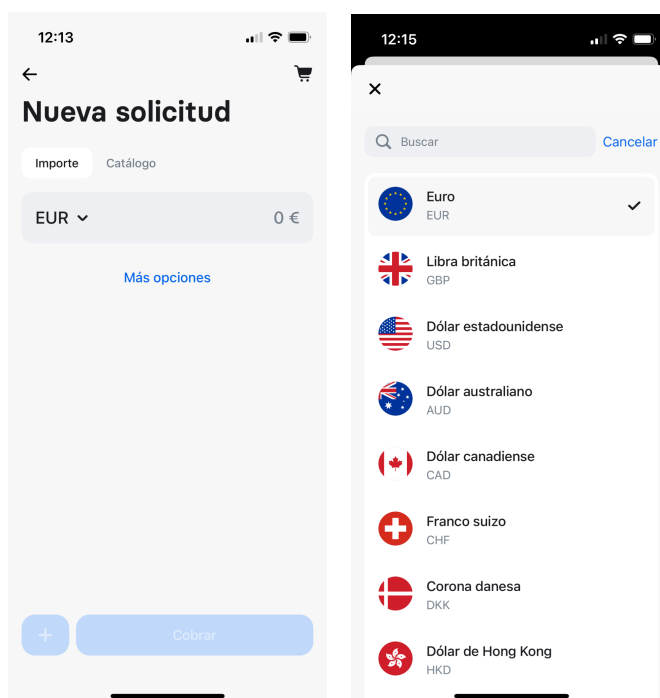 12:13
Nueva solicitud
Importe Catálogo
EUR 0 €
Más opciones
+ Cobrar
12:15
Buscar Cancelar
Euro
EUR
Libra británica
GBP
Dólar estadounidense
USD
Dólar australiano
AUD
Dólar canadiense
CAD
Franco suizo
CHF
Corona danesa
DKK
Dólar de Hong Kong
HKD